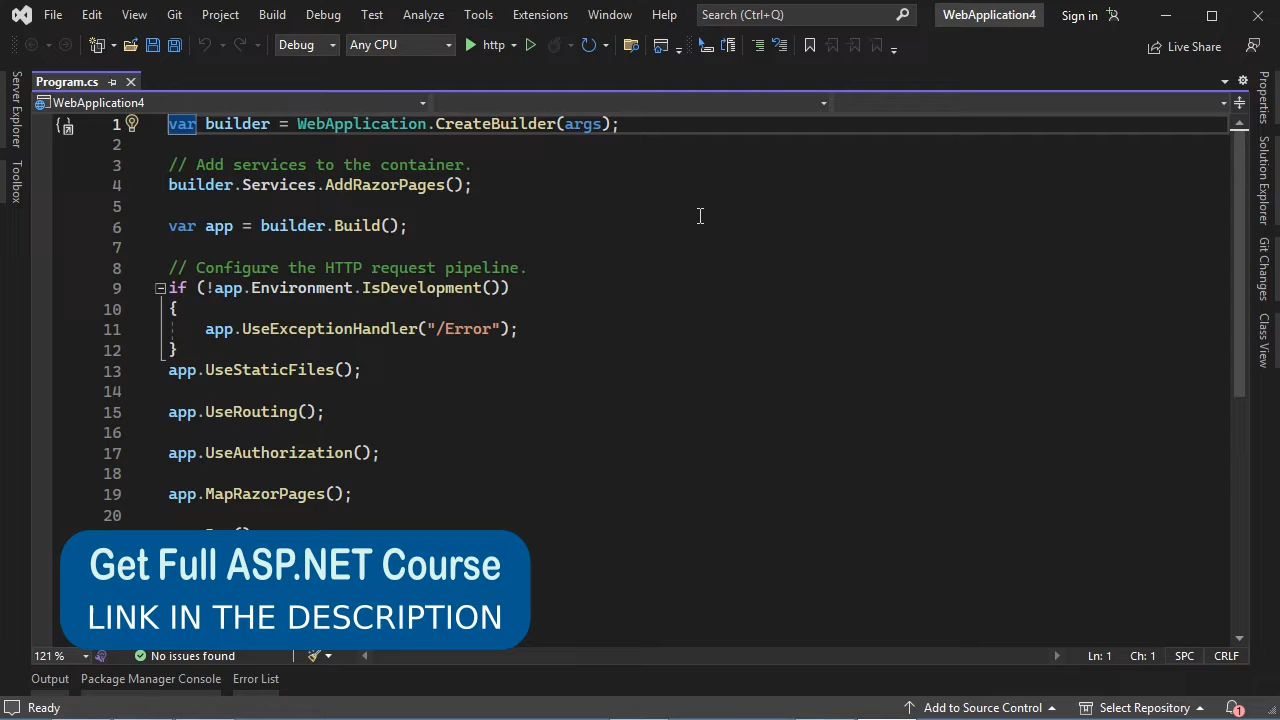 File Edit View Git Project Build Debug Test Analyze Tools Extensions Window Help Search (Ctrl+Q) WebApplication4 Sign in
Debug Any CPU http Live Share
Program.cs
WebApplication4
Server Explorer
Toolbox
Properties
Solution Explorer
Git Changes
Class View
1 var builder = WebApplication.CreateBuilder(args);
2
3 // Add services to the container.
4 builder.Services.AddRazorPages();
5
6 var app = builder.Build();
7
8 // Configure the HTTP request pipeline.
9 if (!app.Environment.IsDevelopment())
10 {
11 app.UseExceptionHandler("/Error");
12 }
13 app.UseStaticFiles();
14
15 app.UseRouting();
16
17 app.UseAuthorization();
18
19 app.MapRazorPages();
20
Get Full ASP.NET Course
LINK IN THE DESCRIPTION
121 % No issues found Ln: 1 Ch: 1 SPC CRLF
Output Package Manager Console Error List
Ready Add to Source Control Select Repository 1